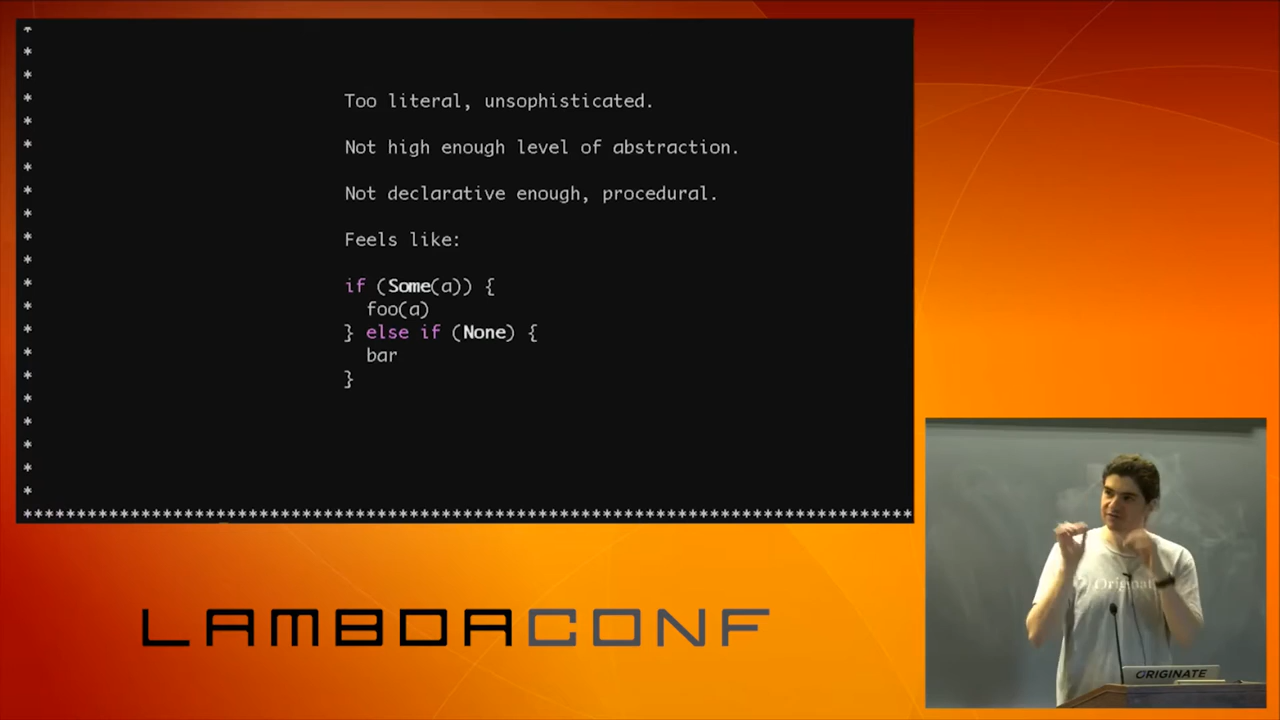 *
*
*
*
Too literal, unsophisticated.
*
*
Not high enough level of abstraction.
*
*
Not declarative enough, procedural.
*
*
Feels like:
*
*
if (Some(a)) {
*
foo(a)
*
} else if (None) {
*
bar
*
}
*
*
*
*
*
***********************************************************************************
LAMBDACONF
Originate
ORIGINATE